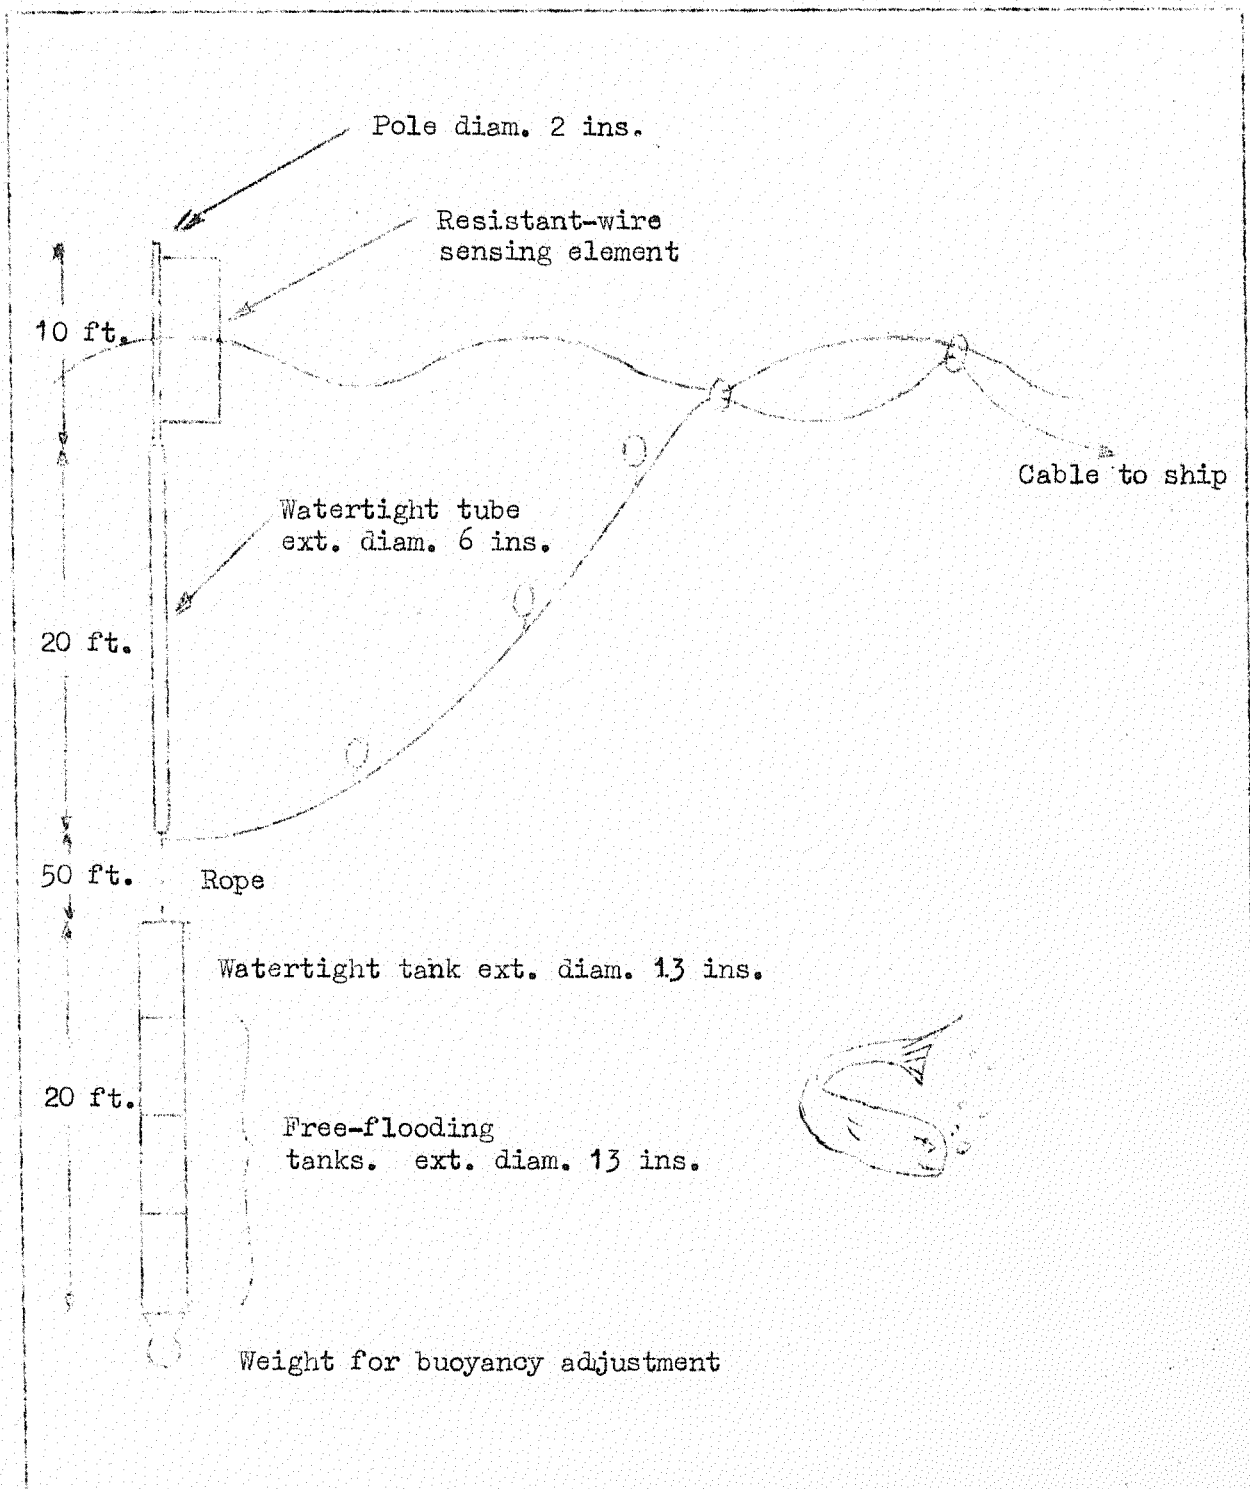 Pole diam. 2 ins.
Resistant-wire
sensing element
10 ft.
Cable to ship
Watertight tube
ext. diam. 6 ins.
20 ft.
50 ft.
Rope
Watertight tank ext. diam. 13 ins.
20 ft.
Free-flooding
tanks. ext. diam. 13 ins.
Weight for buoyancy adjustment